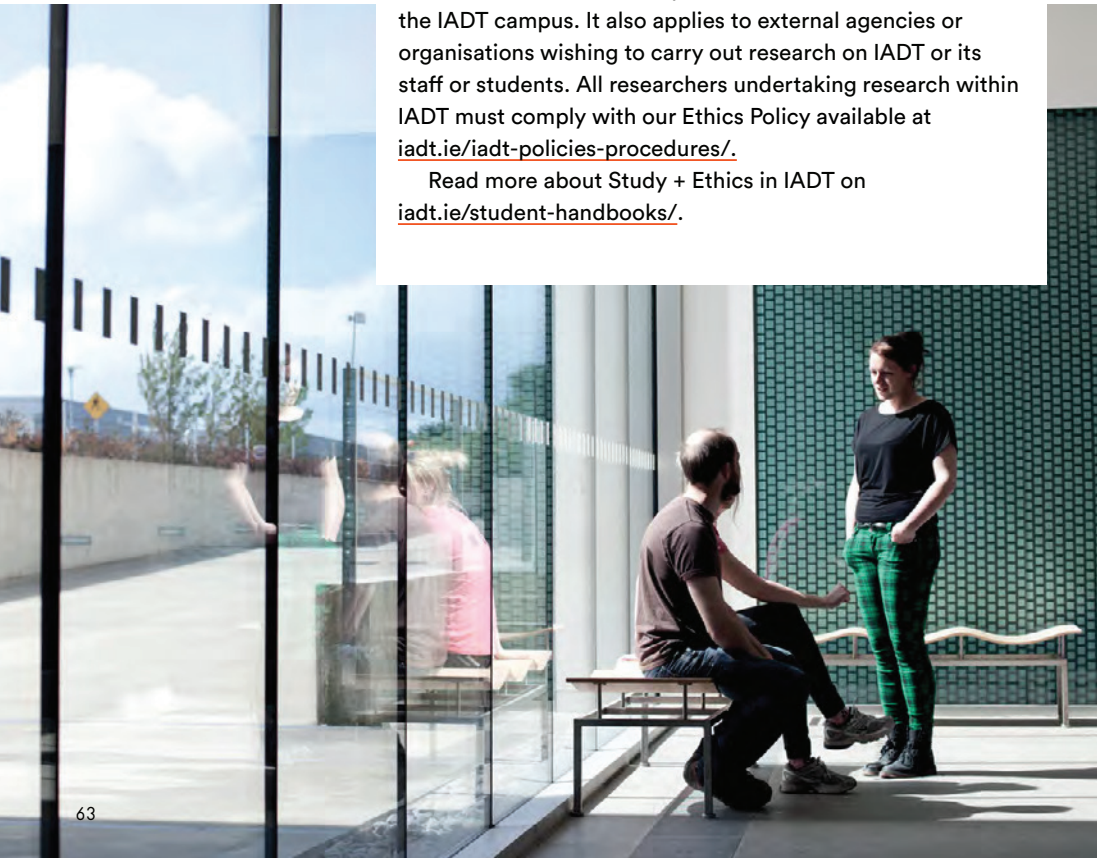 the IADT campus. It also applies to external agencies or
organisations wishing to carry out research on IADT or its
staff or students. All researchers undertaking research within
IADT must comply with our Ethics Policy available at
iadt.ie/iadt-policies-procedures/.
Read more about Study + Ethics in IADT on
iadt.ie/student-handbooks/.
63